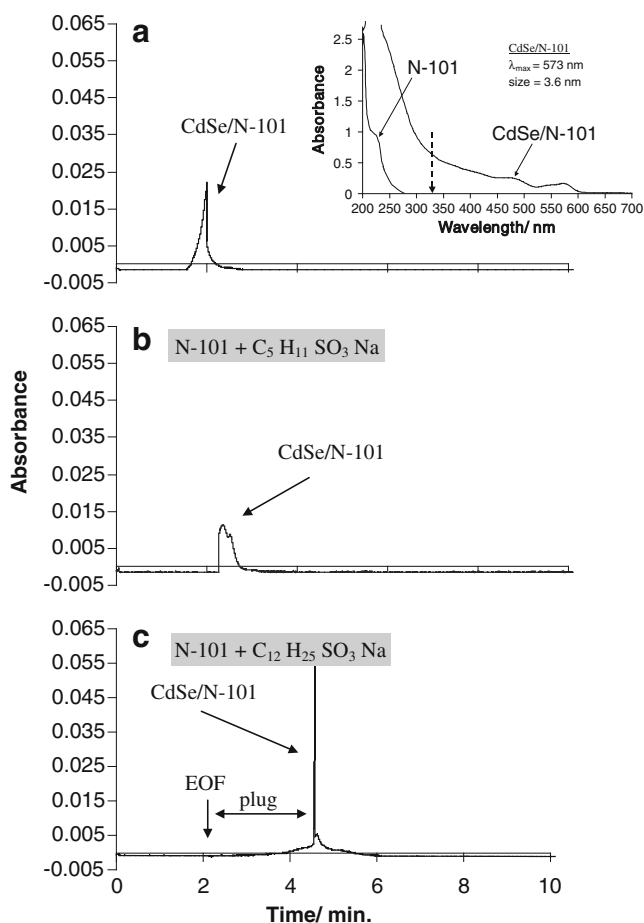 a
0.065
0.055
0.045
0.035
0.025
0.015
0.005
-0.005
CdSe/N-101
Absorbance
2.5
2
1.5
1
0.5
0
200 250 300 350 400 450 500 550 600 650 700
Wavelength/ nm
N-101
CdSe/N-101
CdSe/N-101
λmax = 573 nm
size = 3.6 nm
b
N-101 + C5 H11 SO3 Na
0.065
0.055
0.045
0.035
0.025
0.015
0.005
-0.005
CdSe/N-101
Absorbance
c
N-101 + C12 H25 SO3 Na
0.065
0.055
0.045
0.035
0.025
0.015
0.005
-0.005
CdSe/N-101
EOF
plug
0 2 4 6 8 10
Time/ min.